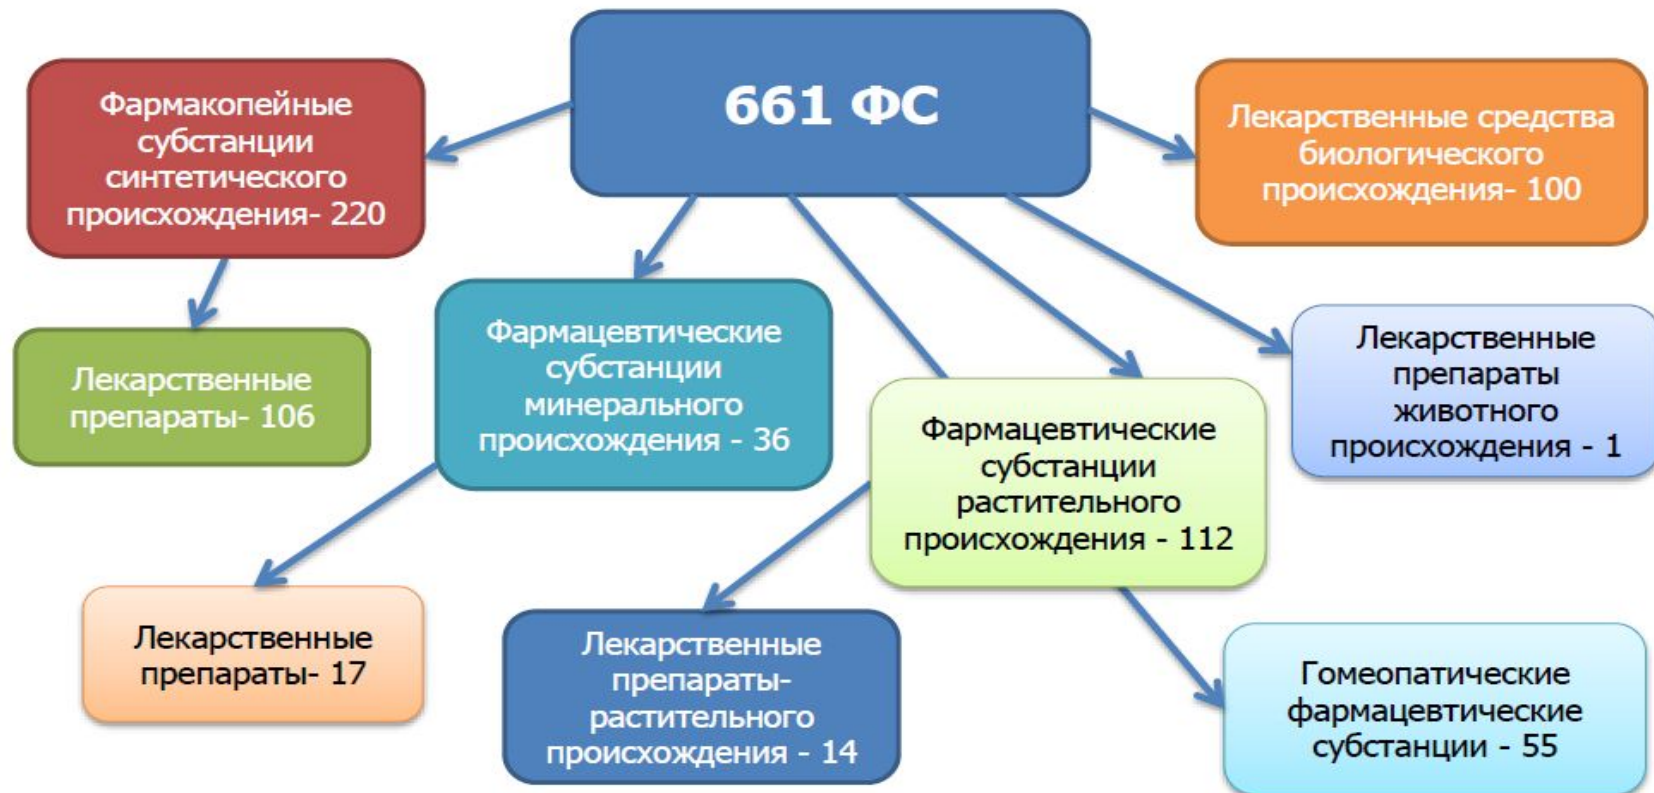 661 ФС
Фармакопейные
субстанции
синтетического
происхождения- 220
Лекарственные средства
биологического
происхождения- 100
Лекарственные
препараты- 106
Фармацевтические
субстанции
минерального
происхождения - 36
Фармацевтические
субстанции
растительного
происхождения - 112
Лекарственные
препараты
животного
происхождения - 1
Лекарственные
препараты- 17
Лекарственные
препараты-
растительного
происхождения - 14
Гомеопатические
фармацевтические
субстанции - 55